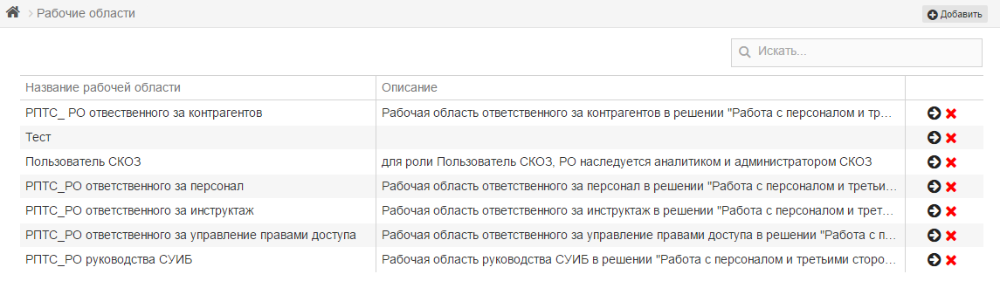 Рабочие области
Добавить
Искать...
Название рабочей области Описание
РПТС_ РО отвественного за контрагентов Рабочая область ответственного за контрагентов в решении "Работа с персоналом и тр...
Тест
Пользователь СКОЗ для роли Пользователь СКОЗ, РО наследуется аналитиком и администратором СКОЗ
РПТС_РО ответственного за персонал Рабочая область ответственного за персонал в решении "Работа с персоналом и третьи...
РПТС_РО ответственного за инструктаж Рабочая область ответственного за инструктаж в решении "Работа с персоналом и трет...
РПТС_РО ответственного за управление правами доступа Рабочая область ответственного за управление правами доступа в решении "Работа с п...
РПТС_РО руководства СУИБ Рабочая область руководства СУИБ в решении "Работа с персоналом и третьими сторо...